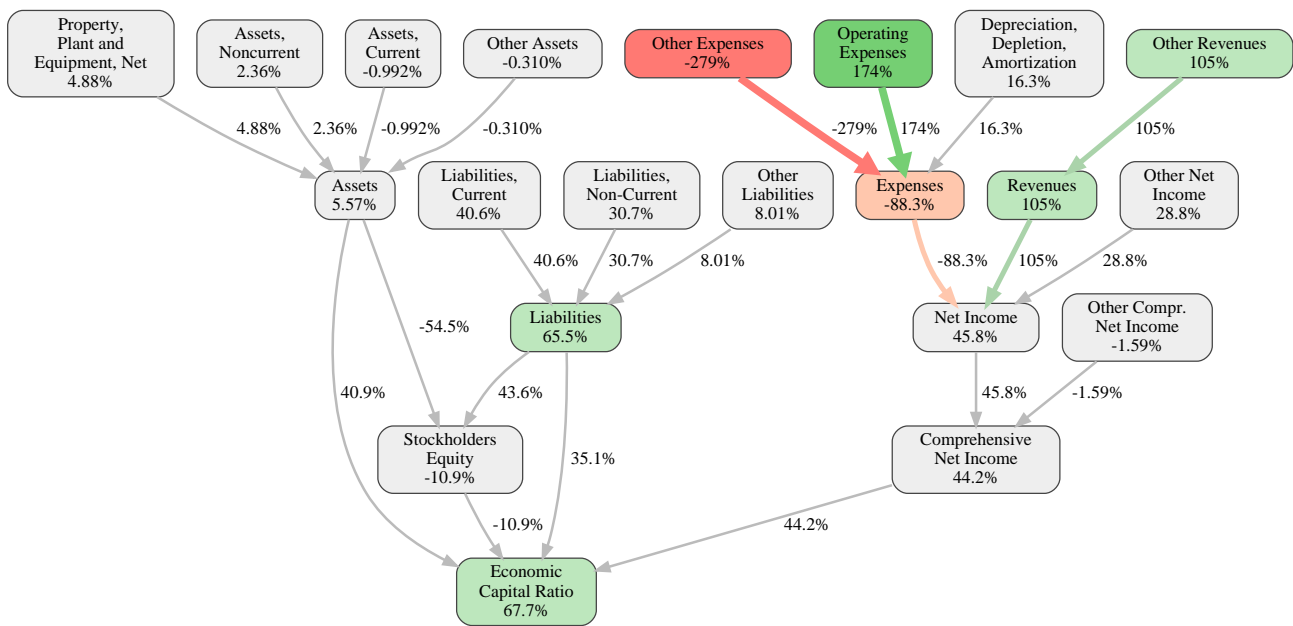 Property,
Plant and
Equipment, Net
4.88%
Assets,
Noncurrent
2.36%
Assets,
Current
-0.992%
Other Assets
-0.310%
Other Expenses
-279%
Operating
Expenses
174%
Depreciation,
Depletion,
Amortization
16.3%
Other Revenues
105%
4.88%
2.36%
-0.992%
-0.310%
-279%
174%
16.3%
105%
Assets
5.57%
Liabilities,
Current
40.6%
Liabilities,
Non-Current
30.7%
Other
Liabilities
8.01%
Expenses
-88.3%
Revenues
105%
Other Net
Income
28.8%
40.6%
30.7%
8.01%
-88.3%
105%
28.8%
-54.5%
Liabilities
65.5%
Net Income
45.8%
Other Compr.
Net Income
-1.59%
40.9%
43.6%
45.8%
-1.59%
Stockholders
Equity
-10.9%
35.1%
Comprehensive
Net Income
44.2%
-10.9%
44.2%
Economic
Capital Ratio
67.7%